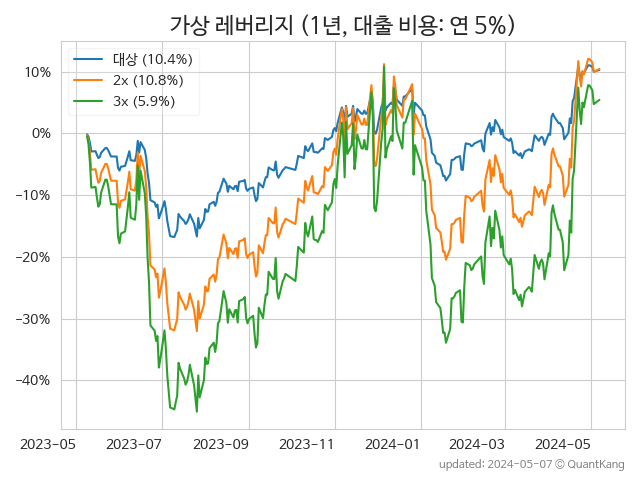 가상 레버리지 (1년, 대출 비용: 연 5%)
대상 (10.4%)
2x (10.8%)
3x (5.9%)
10%
0%
−10%
−20%
−30%
−40%
2023-05 2023-07 2023-09 2023-11 2024-01 2024-03 2024-05
updated: 2024-05-07 © QuantKang